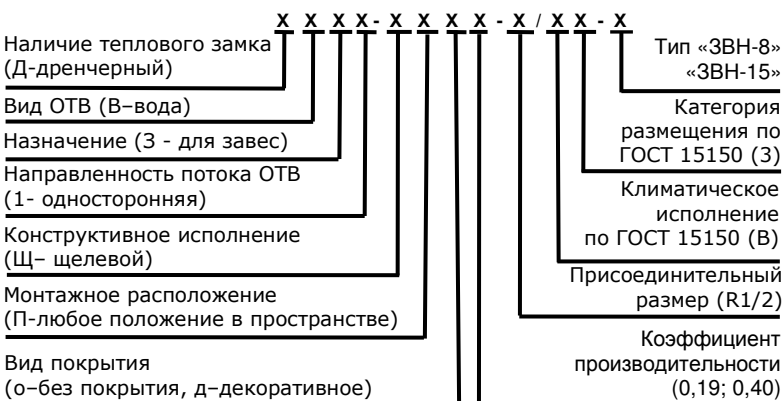 X X X X - X X X X - X / X X - X
Наличие теплового замка
(Д-дренчерный)
Вид ОТВ (В–вода)
Назначение (З - для завес)
Направленность потока ОТВ
(1- односторонняя)
Конструктивное исполнение
(Щ– щелевой)
Монтажное расположение
(П-любое положение в пространстве)
Вид покрытия
(о–без покрытия, д–декоративное)
Тип «ЗВН-8»
«ЗВН-15»
Категория
размещения по
ГОСТ 15150 (3)
Климатическое
исполнение
по ГОСТ 15150 (В)
Присоединительный
размер (R1/2)
Коэффициент
производительности
(0,19; 0,40)